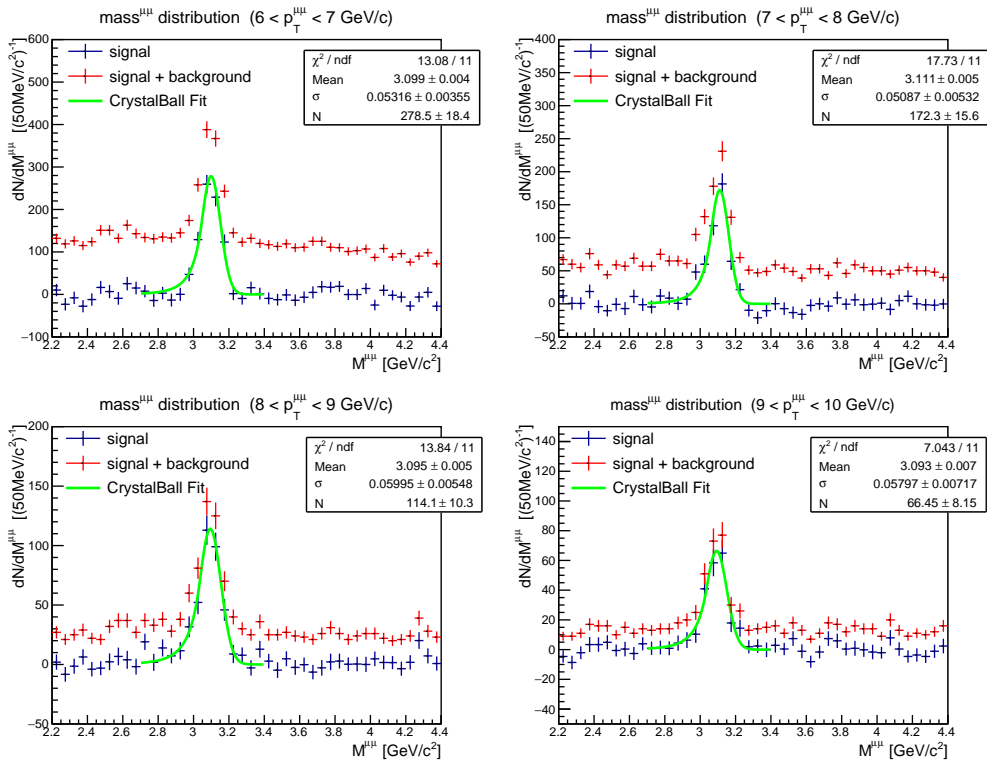 mass^μμ distribution (6 < p_T^μμ < 7 GeV/c)
dN/dM^μμ [(50MeV/c²)⁻¹]
600
500
400
300
200
100
0
−100
signal
signal + background
CrystalBall Fit
χ² / ndf 13.08 / 11
Mean 3.099 ± 0.004
σ 0.05316 ± 0.00355
N 278.5 ± 18.4
2.2 2.4 2.6 2.8 3 3.2 3.4 3.6 3.8 4 4.2 4.4
M^μμ [GeV/c²]
mass^μμ distribution (7 < p_T^μμ < 8 GeV/c)
dN/dM^μμ [(50MeV/c²)⁻¹]
400
350
300
250
200
150
100
50
0
−50
signal
signal + background
CrystalBall Fit
χ² / ndf 17.73 / 11
Mean 3.111 ± 0.005
σ 0.05087 ± 0.00532
N 172.3 ± 15.6
2.2 2.4 2.6 2.8 3 3.2 3.4 3.6 3.8 4 4.2 4.4
M^μμ [GeV/c²]
mass^μμ distribution (8 < p_T^μμ < 9 GeV/c)
dN/dM^μμ [(50MeV/c²)⁻¹]
200
150
100
50
0
−50
signal
signal + background
CrystalBall Fit
χ² / ndf 13.84 / 11
Mean 3.095 ± 0.005
σ 0.05995 ± 0.00548
N 114.1 ± 10.3
2.2 2.4 2.6 2.8 3 3.2 3.4 3.6 3.8 4 4.2 4.4
M^μμ [GeV/c²]
mass^μμ distribution (9 < p_T^μμ < 10 GeV/c)
dN/dM^μμ [(50MeV/c²)⁻¹]
140
120
100
80
60
40
20
0
−20
−40
signal
signal + background
CrystalBall Fit
χ² / ndf 7.043 / 11
Mean 3.093 ± 0.007
σ 0.05797 ± 0.00717
N 66.45 ± 8.15
2.2 2.4 2.6 2.8 3 3.2 3.4 3.6 3.8 4 4.2 4.4
M^μμ [GeV/c²]